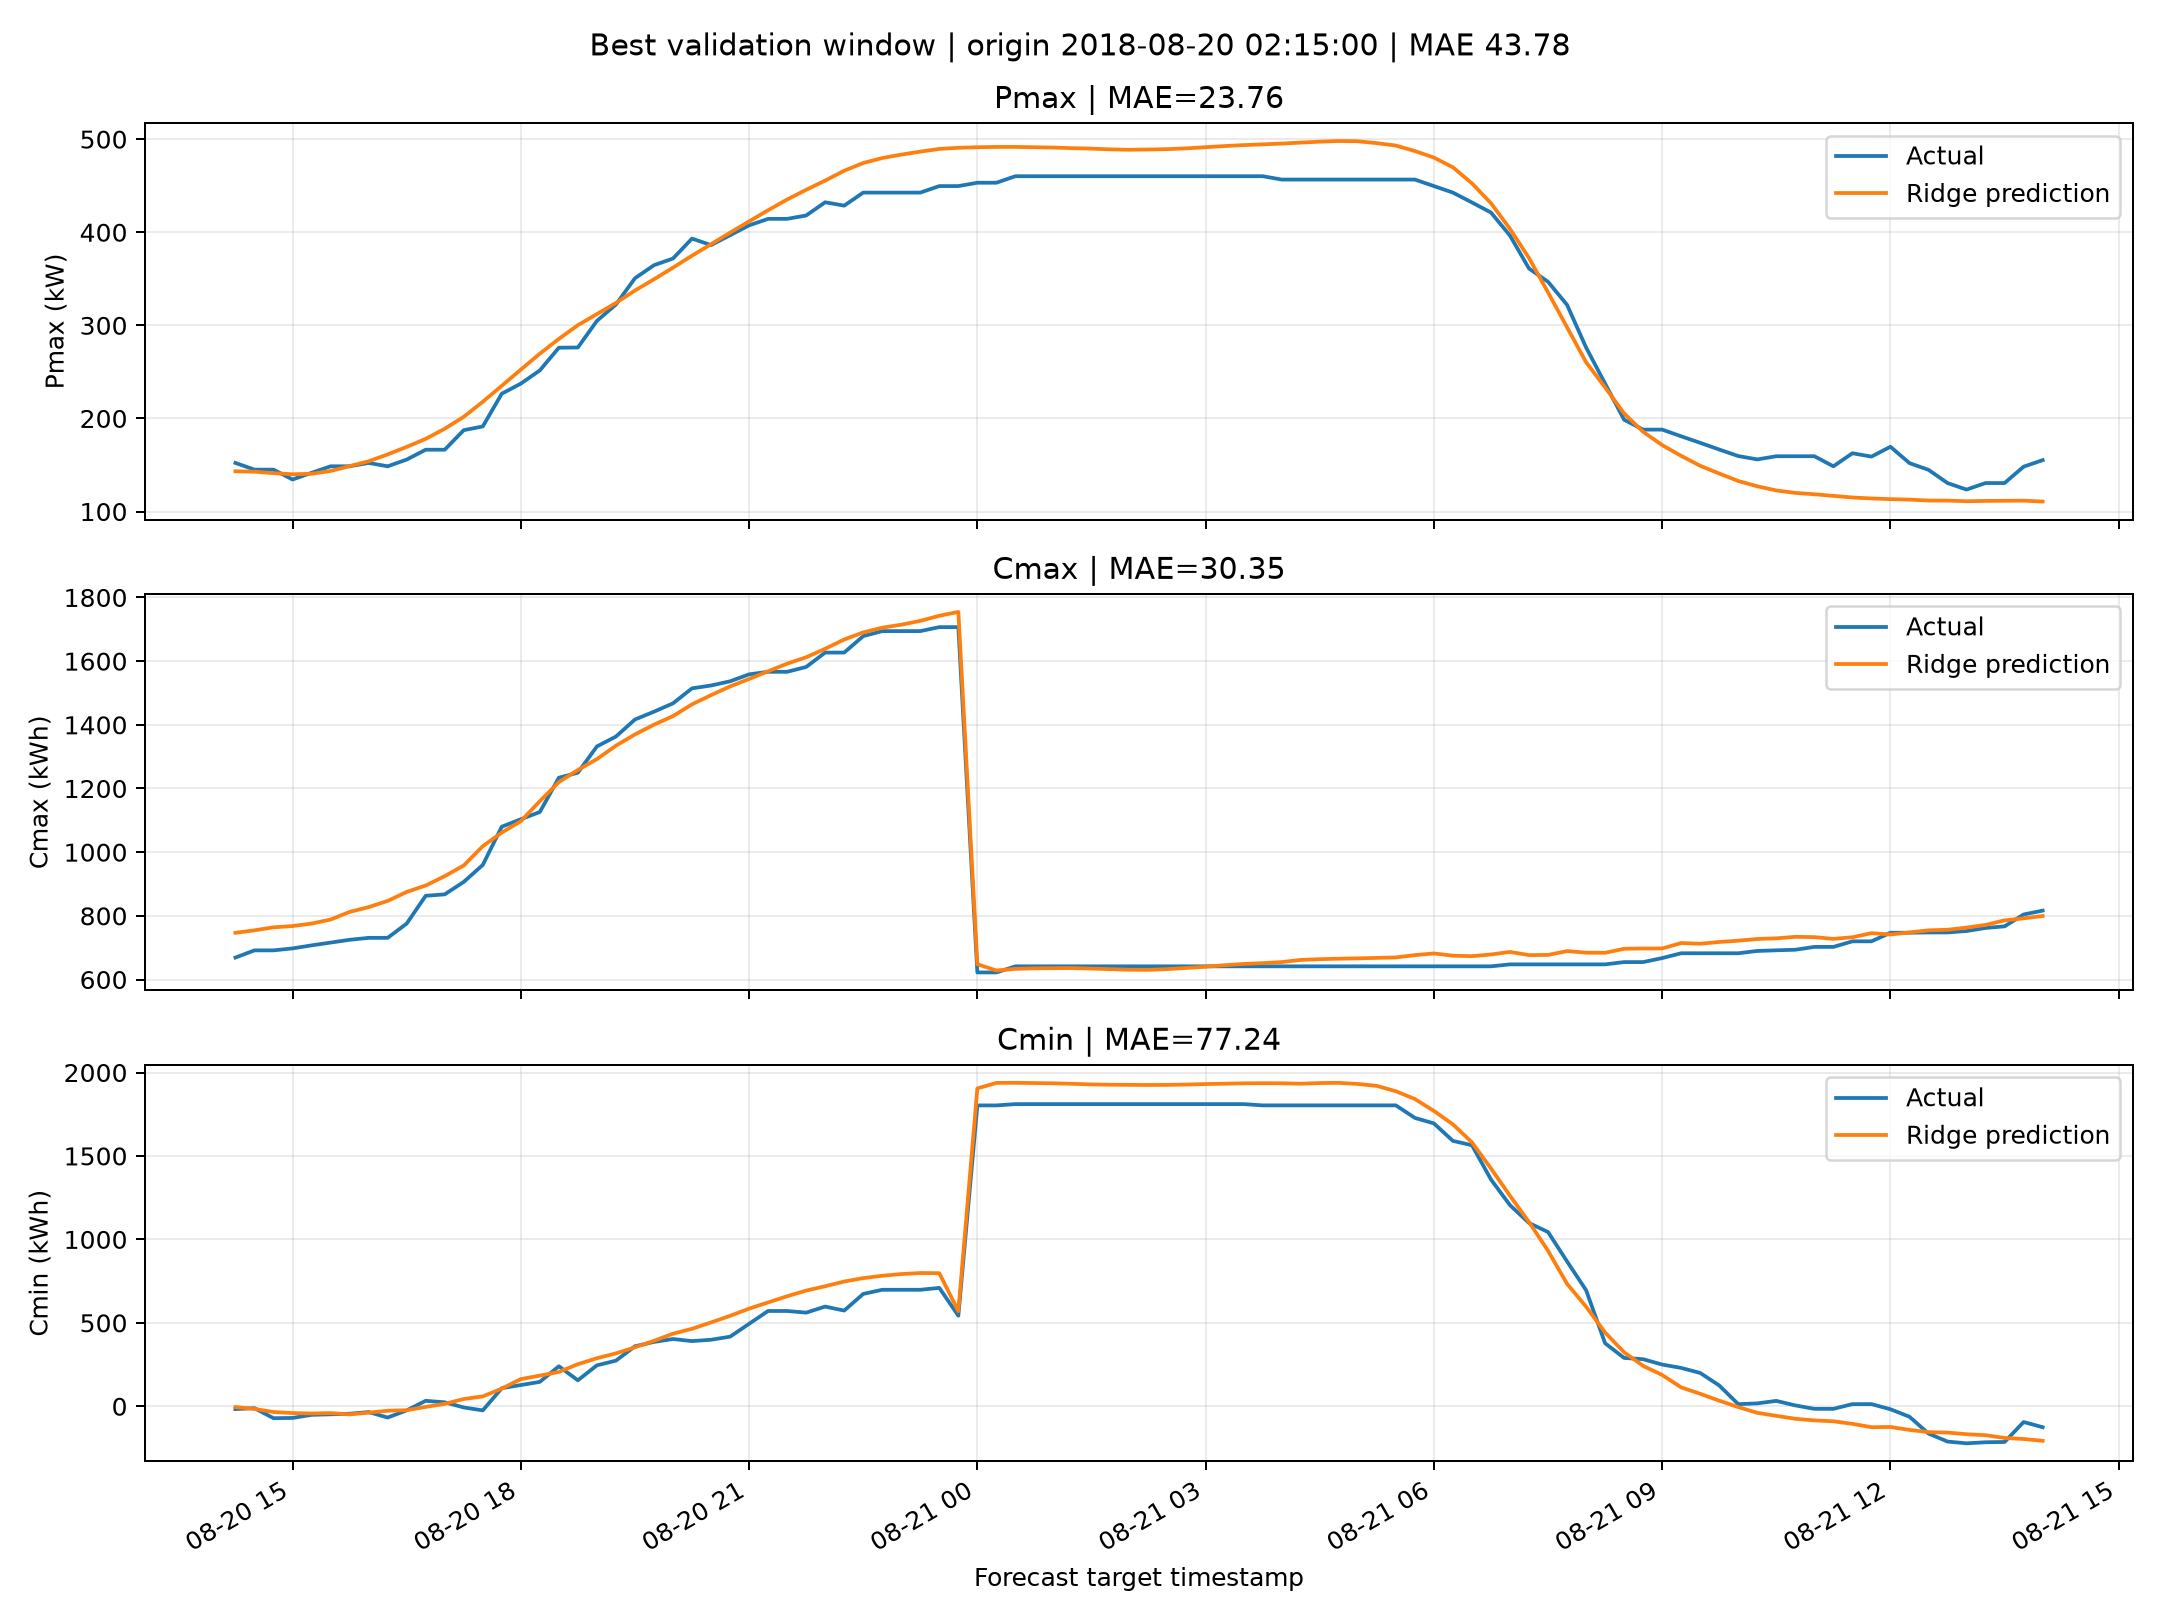 Best validation window | origin 2018-08-20 02:15:00 | MAE 43.78
Pmax | MAE=23.76
500
400
300
200
100
Pmax (kW)
Actual
Ridge prediction
Cmax | MAE=30.35
1800
1600
1400
1200
1000
800
600
Cmax (kWh)
Actual
Ridge prediction
Cmin | MAE=77.24
2000
1500
1000
500
0
Cmin (kWh)
Actual
Ridge prediction
08-20 15
08-20 18
08-20 21
08-21 00
08-21 03
08-21 06
08-21 09
08-21 12
08-21 15
Forecast target timestamp